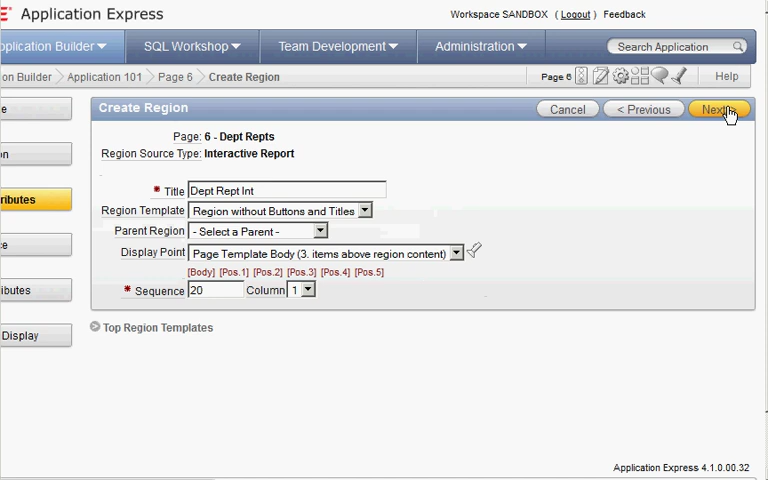 Application Express
Workspace SANDBOX ( Logout ) Feedback
pplication Builder SQL Workshop Team Development Administration Search Application
on Builder Application 101 Page 6 Create Region Page 6 Help
e
Create Region Cancel < Previous Next
Page: 6 - Dept Repts
on
Region Source Type: Interactive Report
* Title Dept Rept Int
ributes
Region Template Region without Buttons and Titles
Parent Region - Select a Parent -
ce
Display Point Page Template Body (3. items above region content)
[Body] [Pos.1] [Pos.2] [Pos.3] [Pos.4] [Pos.5]
ibutes
* Sequence 20 Column 1
Top Region Templates
Display
Application Express 4.1.0.00.32